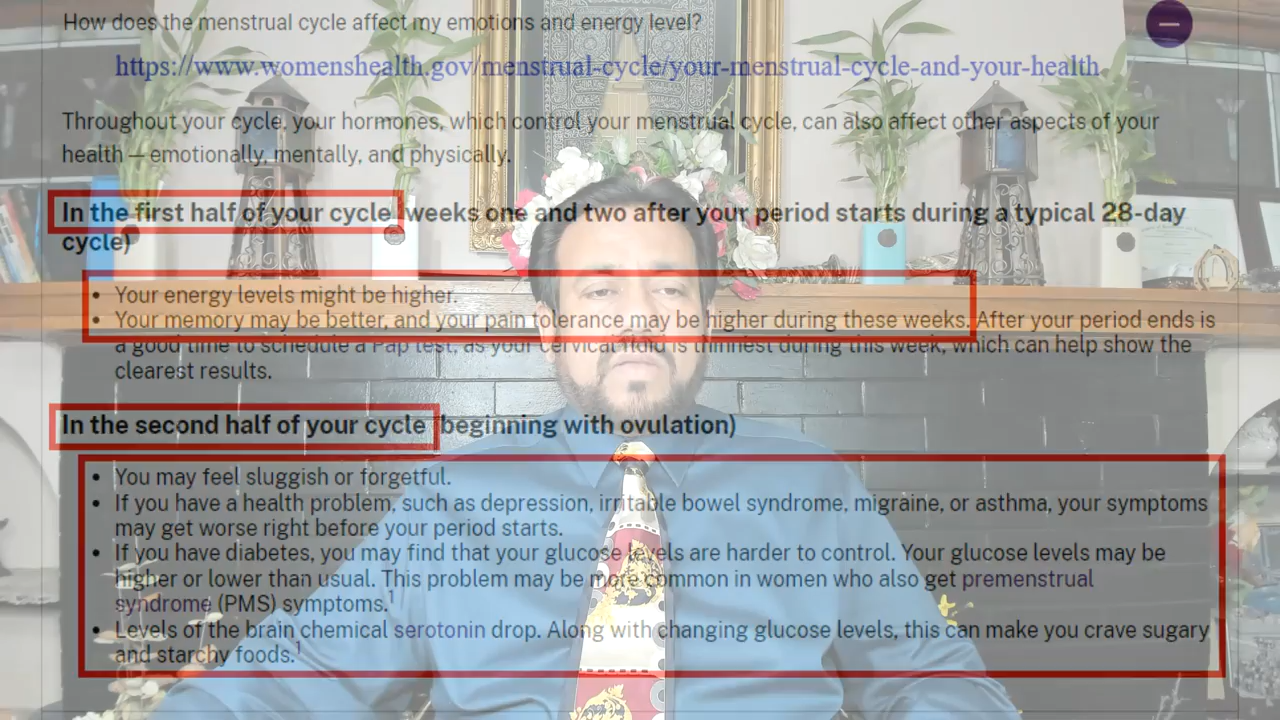 How does the menstrual cycle affect my emotions and energy level?
https://www.womenshealth.gov/menstrual-cycle/your-menstrual-cycle-and-your-health
Throughout your cycle, your hormones, which control your menstrual cycle, can also affect other aspects of your
health — emotionally, mentally, and physically.
In the first half of your cycle (weeks one and two after your period starts during a typical 28-day
cycle)
• Your energy levels might be higher.
• Your memory may be better, and your pain tolerance may be higher during these weeks. After your period ends is
a good time to schedule a Pap test, as your cervical fluid is thinnest during this week, which can help show the
clearest results.
In the second half of your cycle (beginning with ovulation)
• You may feel sluggish or forgetful.
• If you have a health problem, such as depression, irritable bowel syndrome, migraine, or asthma, your symptoms
may get worse right before your period starts.
• If you have diabetes, you may find that your glucose levels are harder to control. Your glucose levels may be
higher or lower than usual. This problem may be more common in women who also get premenstrual
syndrome (PMS) symptoms.1
• Levels of the brain chemical serotonin drop. Along with changing glucose levels, this can make you crave sugary
and starchy foods.1